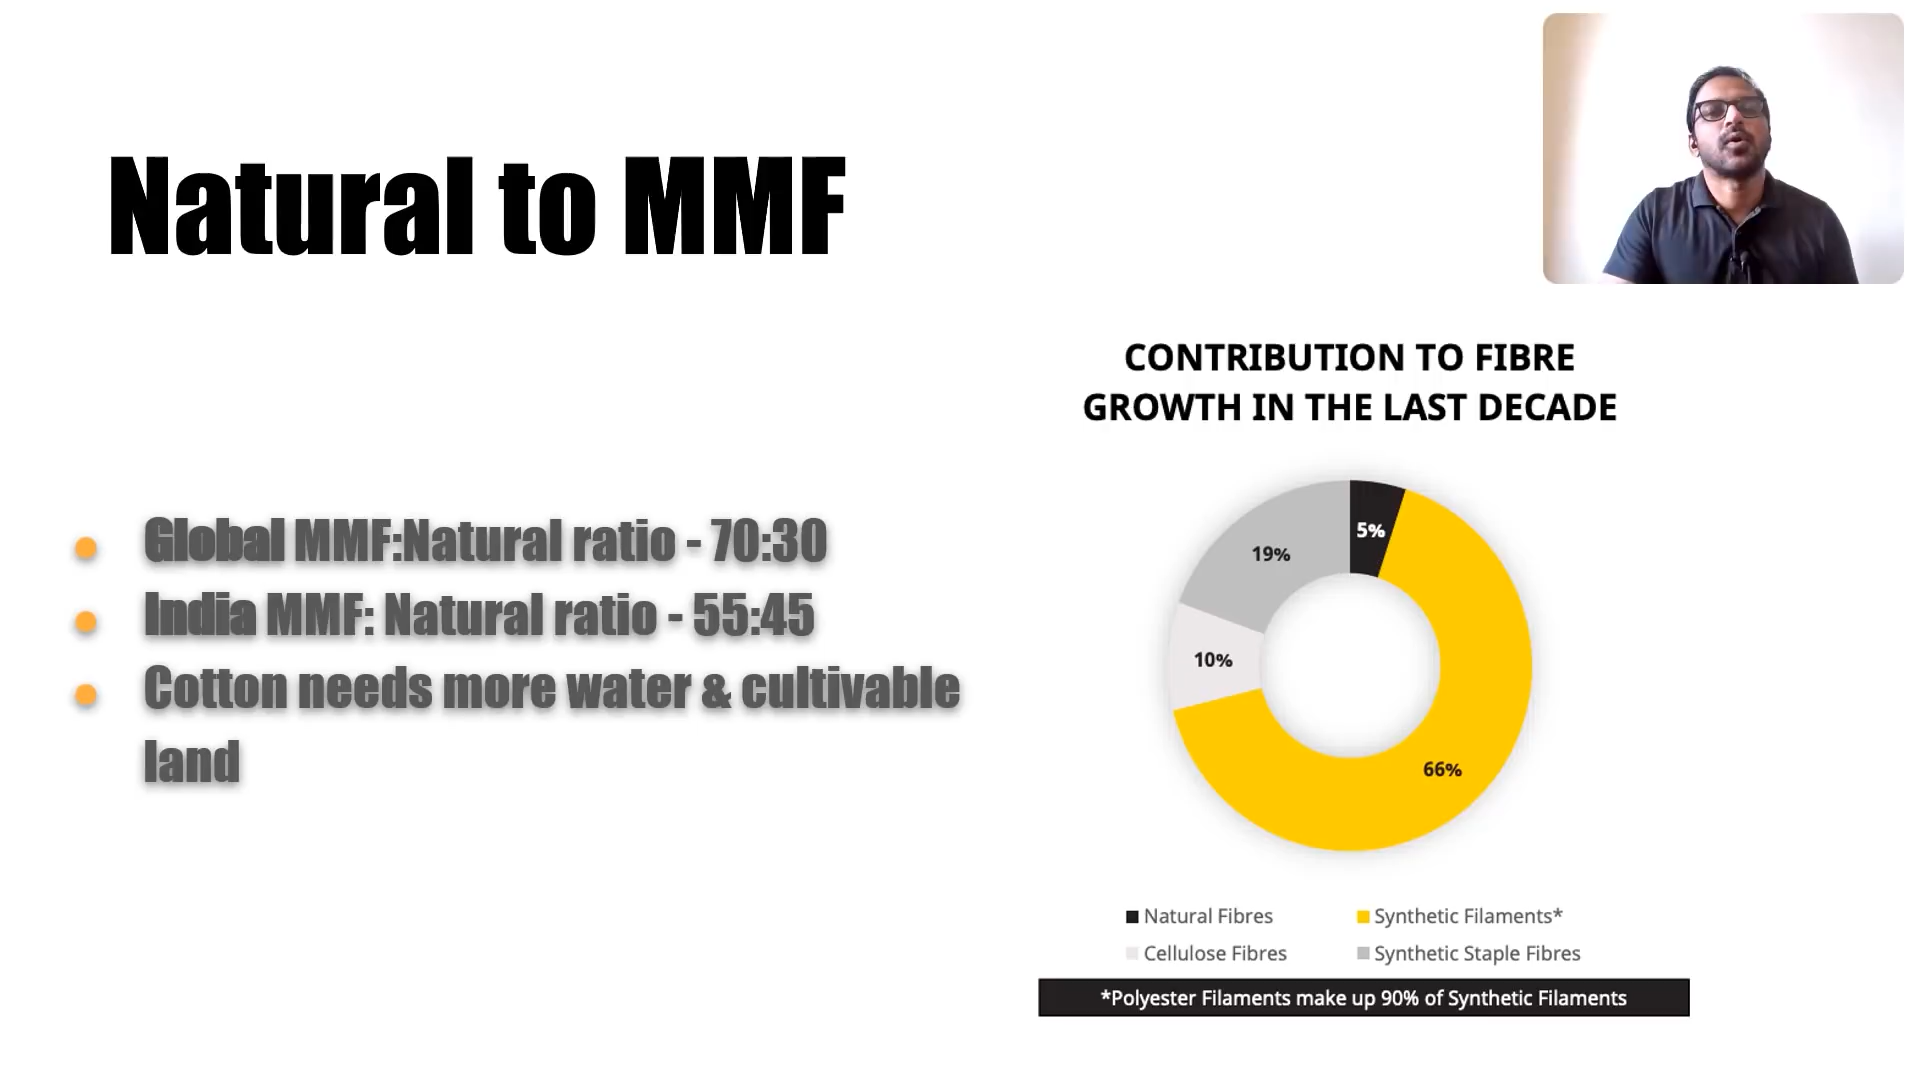 Natural to MMF
Global MMF:Natural ratio - 70:30
India MMF: Natural ratio - 55:45
Cotton needs more water & cultivable
land
CONTRIBUTION TO FIBRE
GROWTH IN THE LAST DECADE
5%
19%
10%
66%
Natural Fibres
Synthetic Filaments*
Cellulose Fibres
Synthetic Staple Fibres
*Polyester Filaments make up 90% of Synthetic Filaments